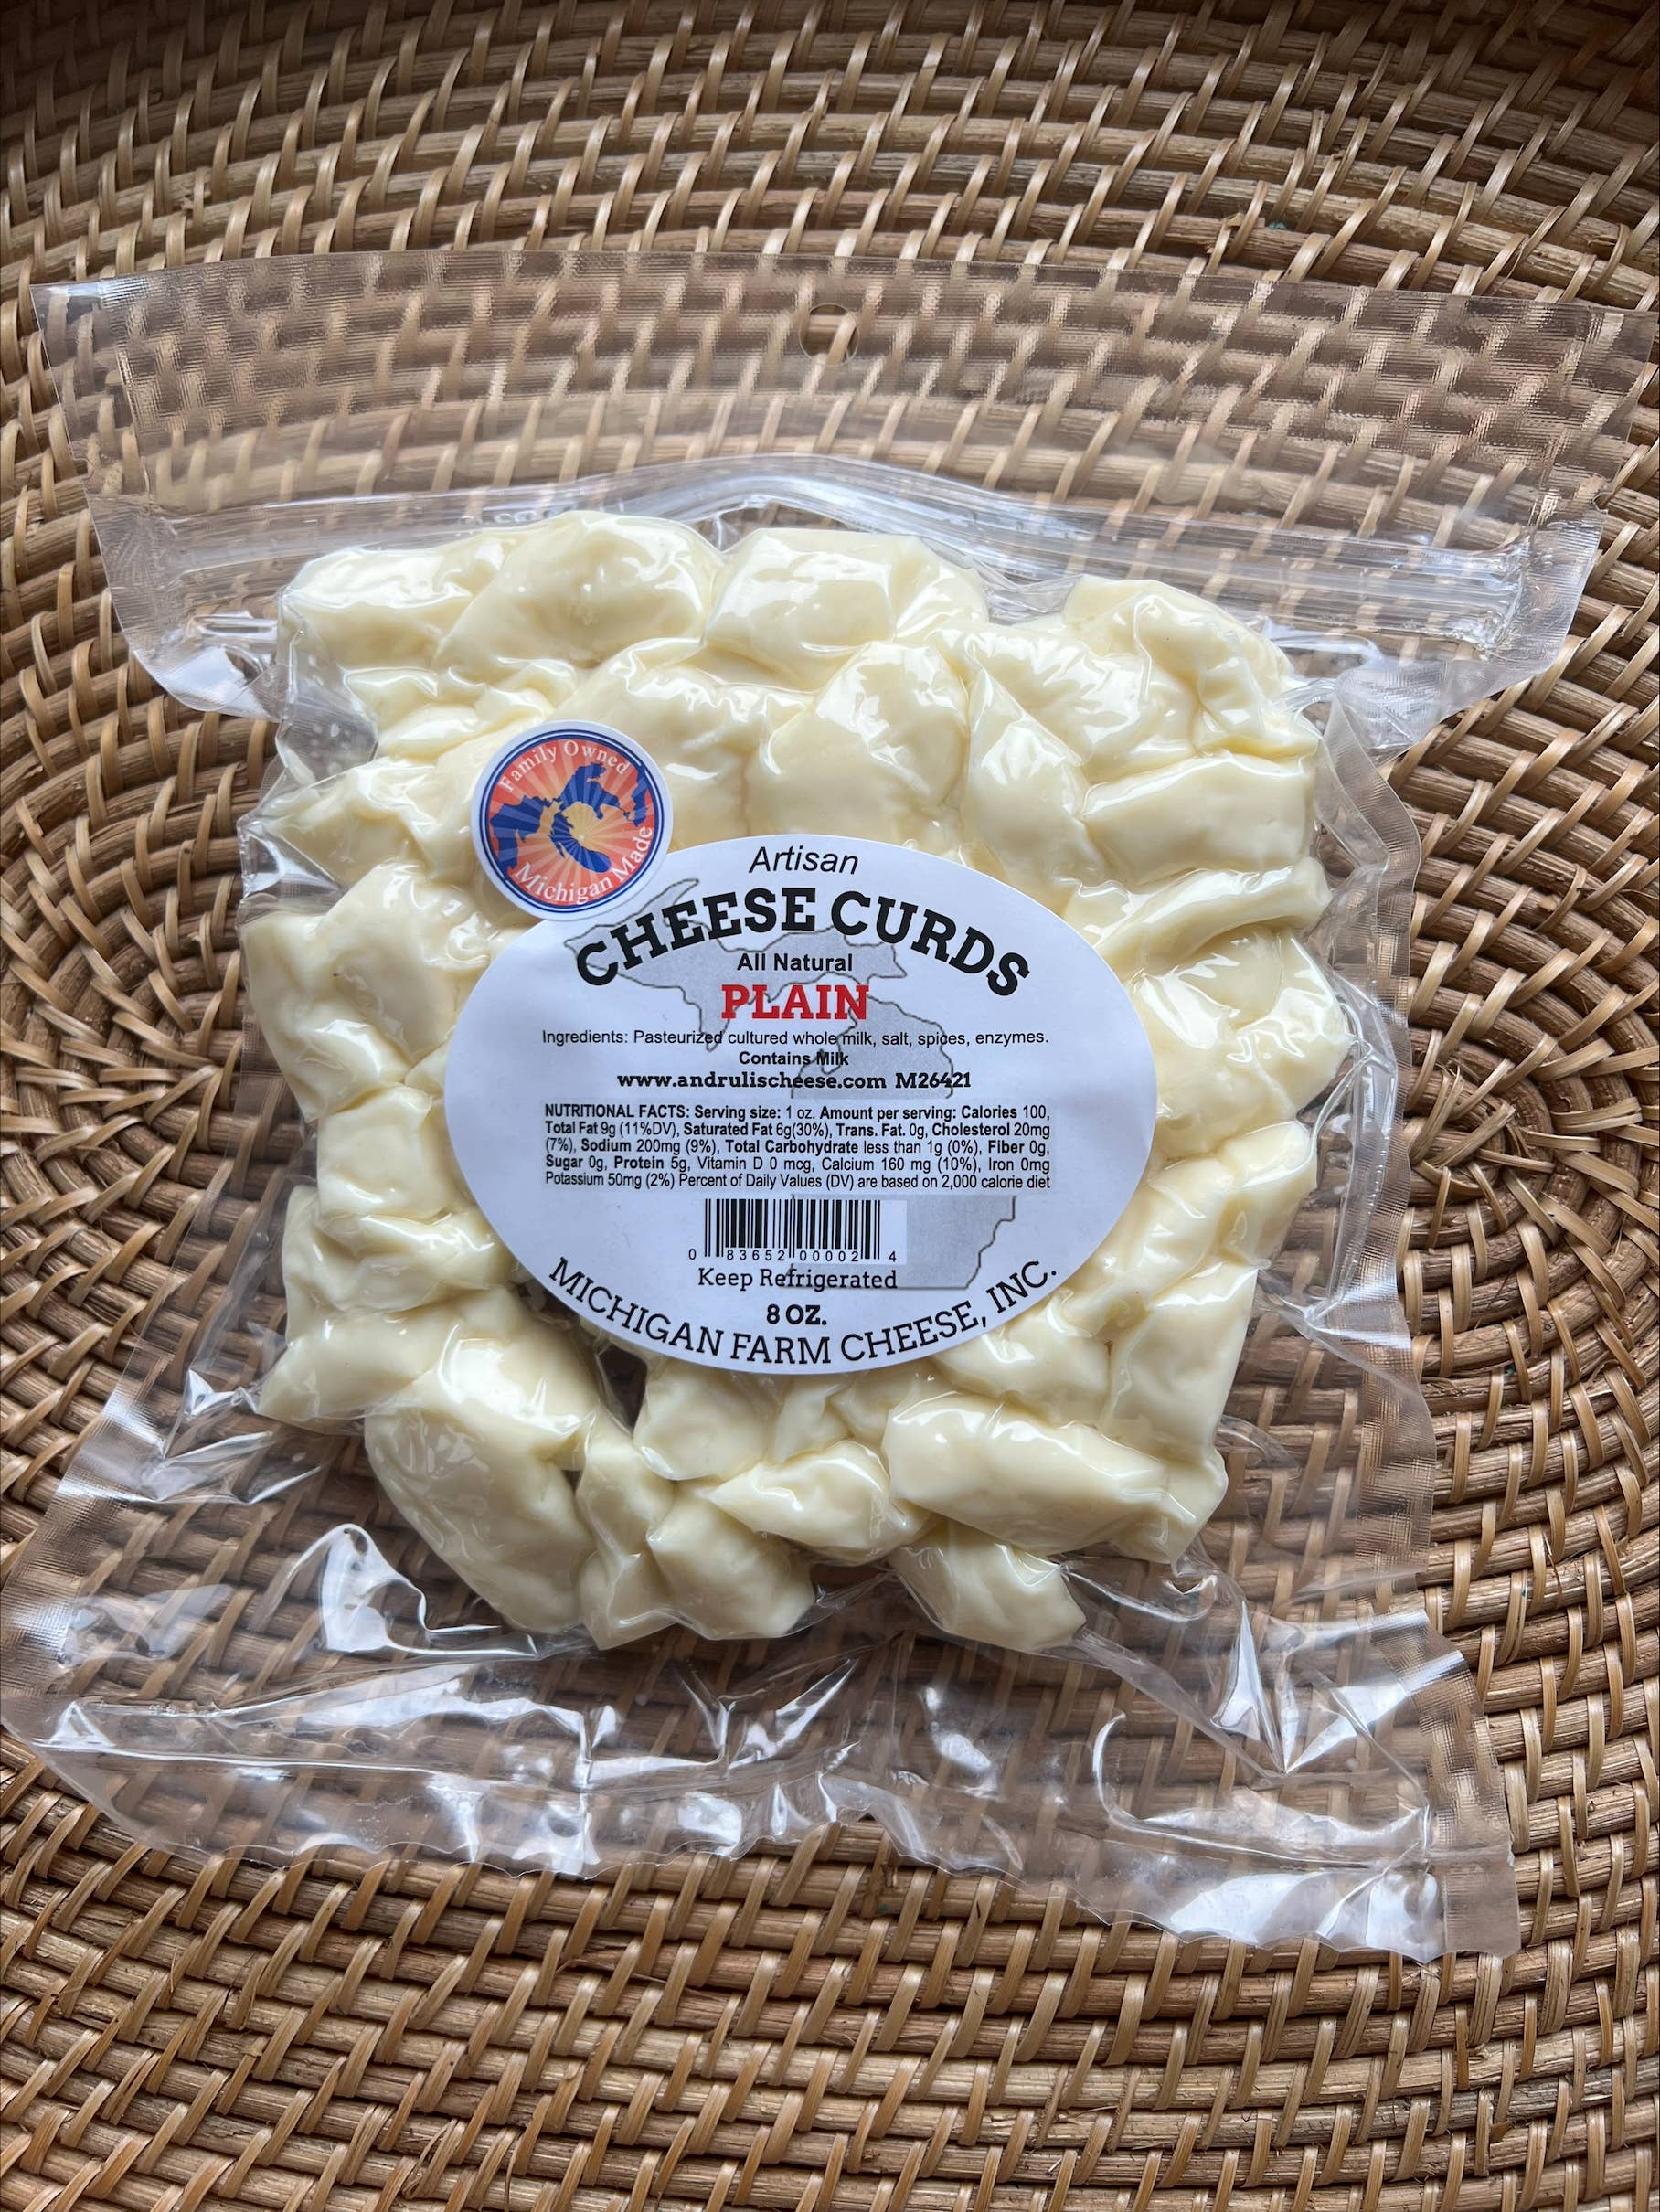 Family Owned
Michigan Made
Artisan
CHEESE CURDS
All Natural
PLAIN
Ingredients: Pasteurized cultured whole milk, salt, spices, enzymes.
Contains Milk
www.andrulischeese.com M26421
NUTRITIONAL FACTS: Serving size: 1 oz. Amount per serving: Calories 100,
Total Fat 9g (11%DV), Saturated Fat 6g(30%), Trans. Fat. 0g, Cholesterol 20mg
(7%), Sodium 200mg (9%), Total Carbohydrate less than 1g (0%), Fiber 0g,
Sugar 0g, Protein 5g, Vitamin D 0 mcg, Calcium 160 mg (10%), Iron 0mg
Potassium 50mg (2%) Percent of Daily Values (DV) are based on 2,000 calorie diet
0 83652 00002 4
Keep Refrigerated
8 OZ.
MICHIGAN FARM CHEESE, INC.